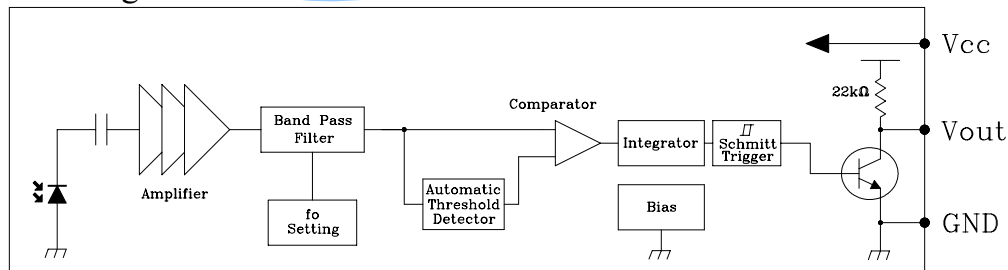 Vcc
22kΩ
Comparator
Band Pass
Filter
Vout
Integrator
Schmitt
Trigger
Amplifier
Automatic
Threshold
Detector
Bias
fo
Setting
GND